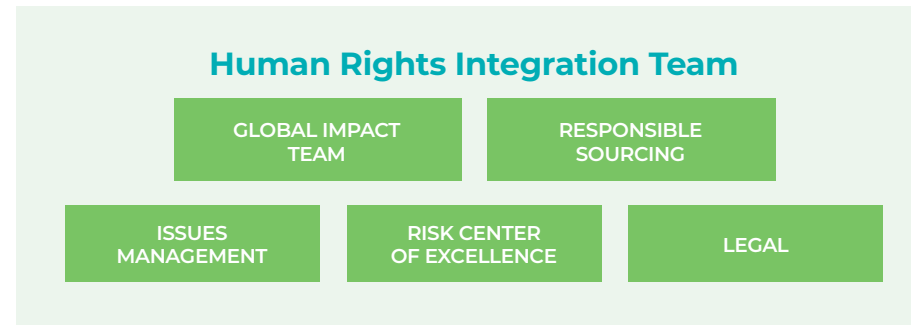 Human Rights Integration Team
GLOBAL IMPACT
TEAM
RESPONSIBLE
SOURCING
ISSUES
MANAGEMENT
RISK CENTER
OF EXCELLENCE
LEGAL